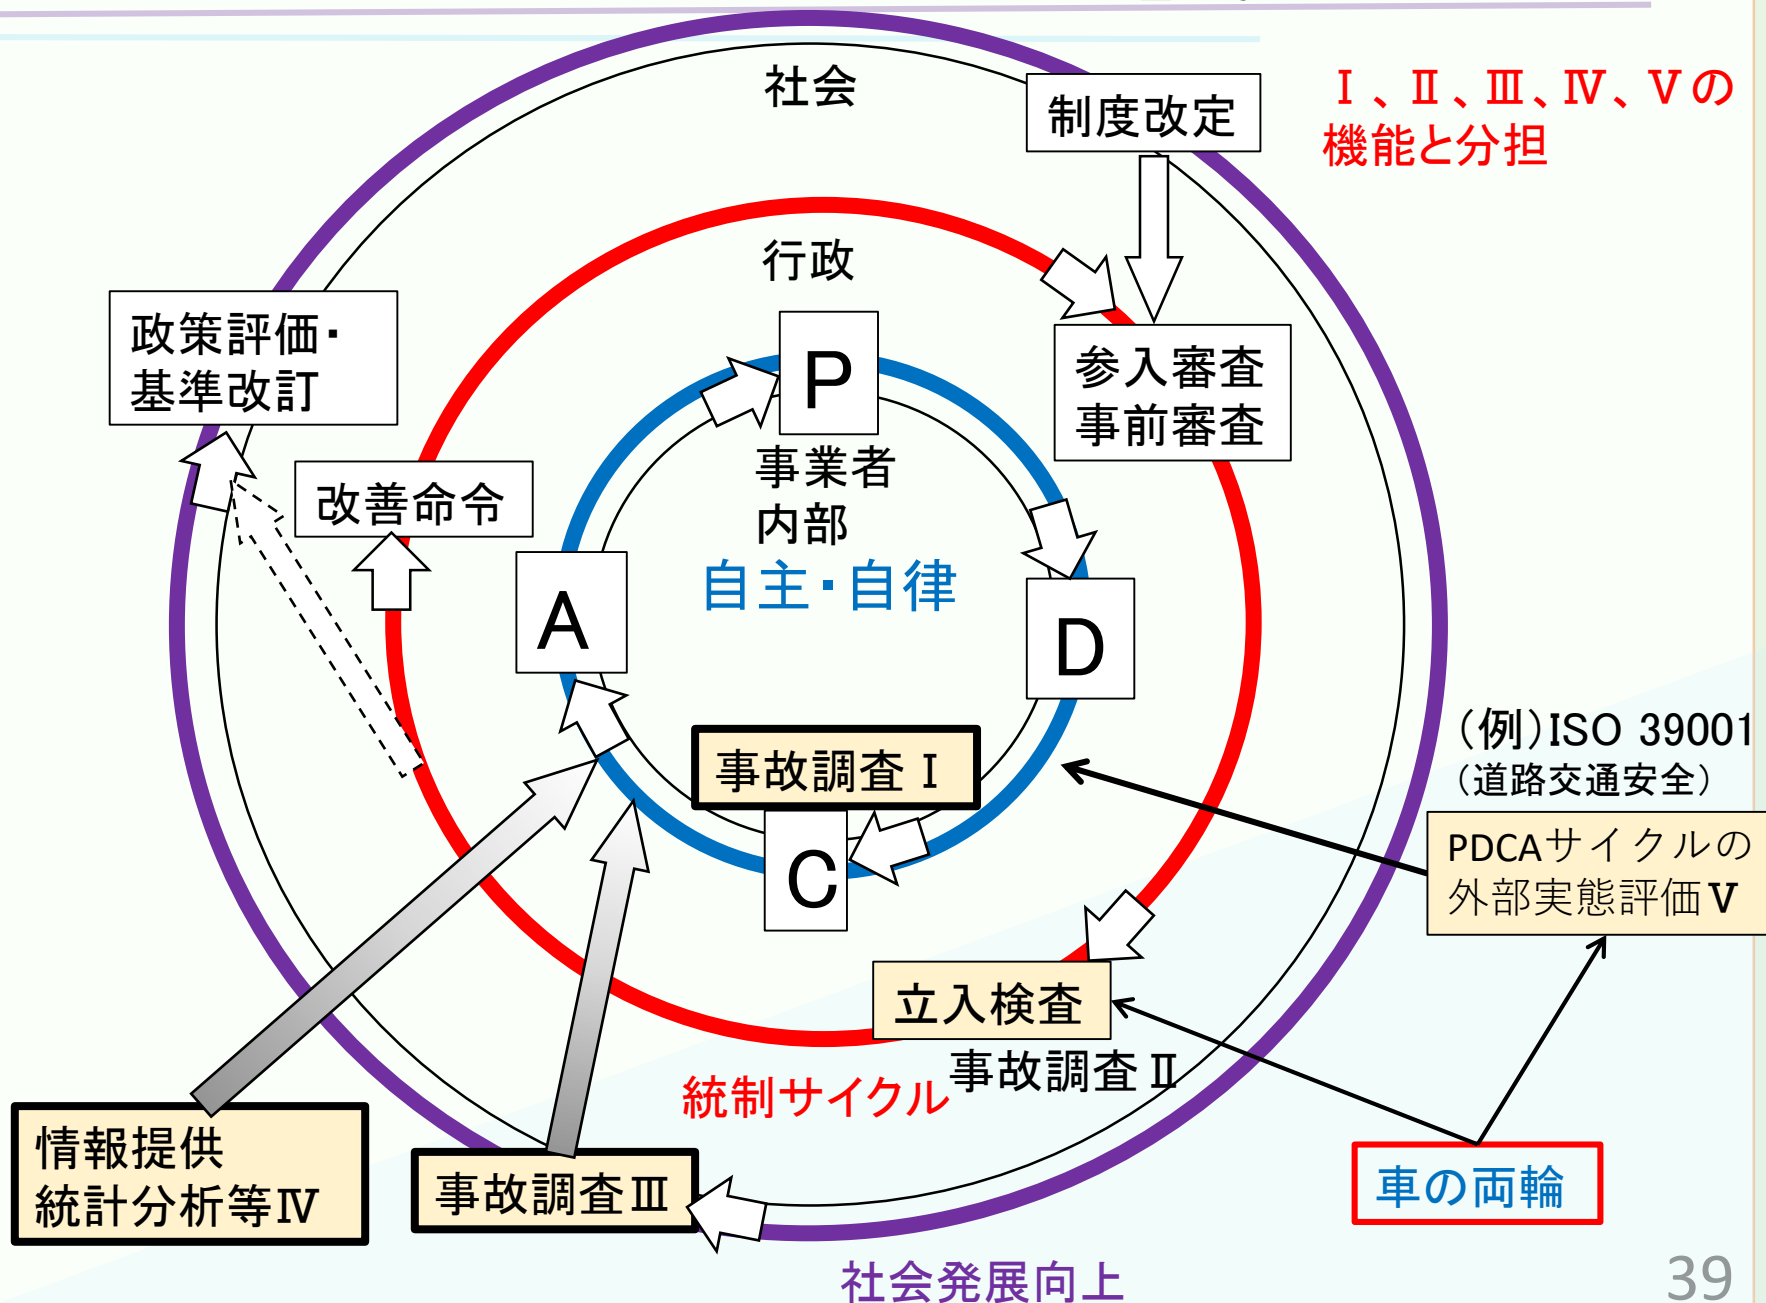 社会
制度改定
Ⅰ、Ⅱ、Ⅲ、Ⅳ、Ⅴの
機能と分担
行政
政策評価・
基準改訂
P
参入審査
事前審査
改善命令
事業者
内部
自主・自律
A
D
事故調査Ⅰ
C
(例)ISO 39001
(道路交通安全)
PDCAサイクルの
外部実態評価Ⅴ
立入検査
事故調査Ⅱ
統制サイクル
情報提供
統計分析等Ⅳ
事故調査Ⅲ
車の両輪
社会発展向上
39